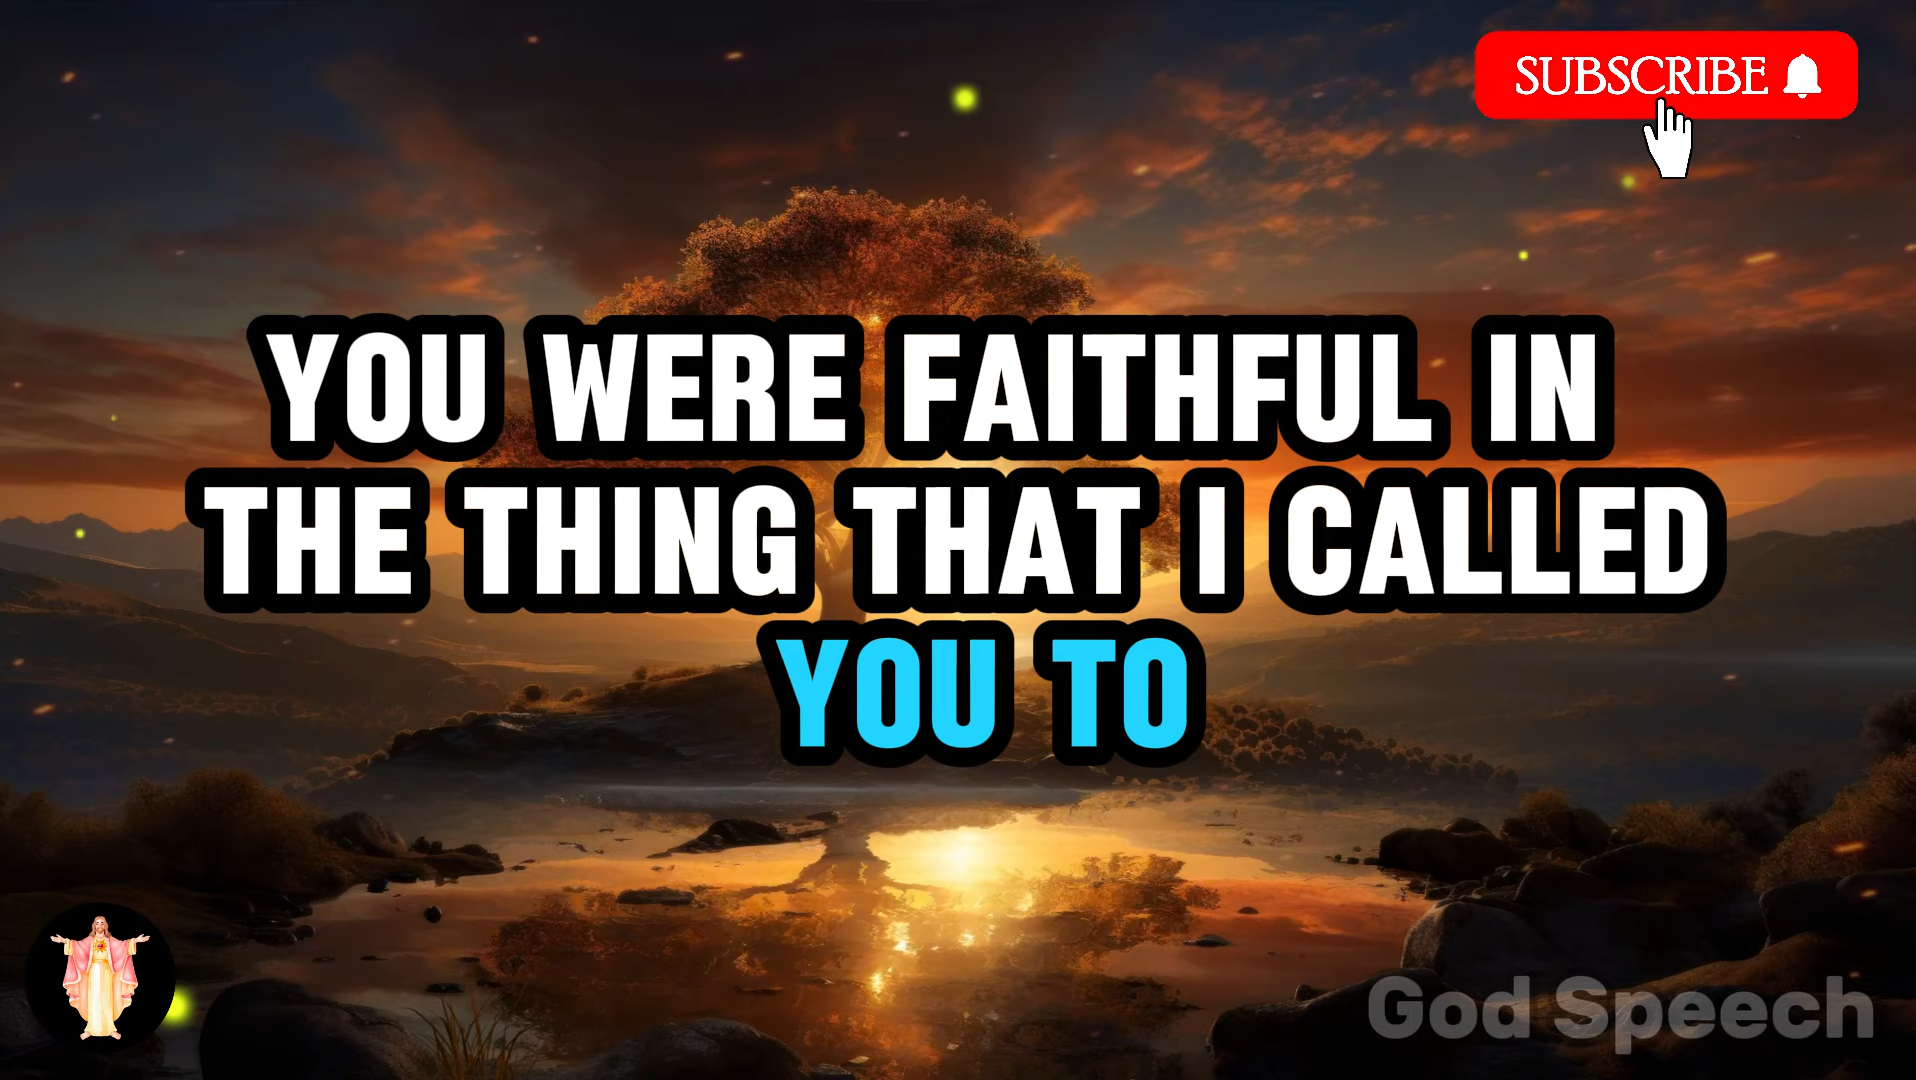 SUBSCRIBE
YOU WERE FAITHFUL IN
THE THING THAT I CALLED
YOU TO
God Speech